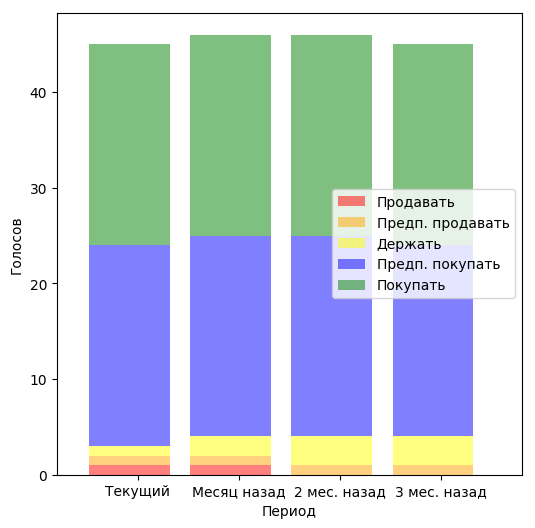 Голосов
40
30
20
10
0
Продавать
Предп. продавать
Держать
Предп. покупать
Покупать
Текущий Месяц назад 2 мес. назад 3 мес. назад
Период